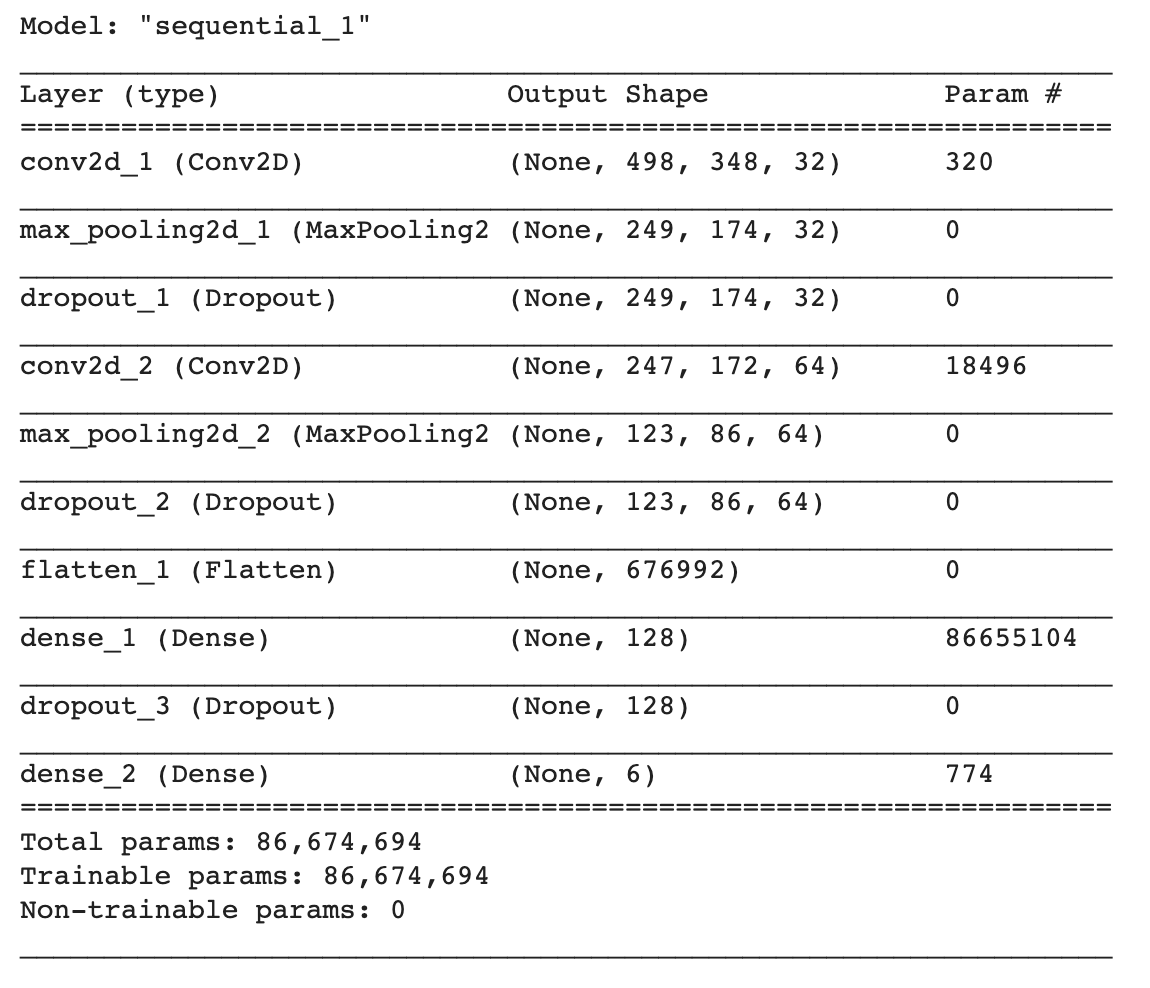 Model: "sequential_1"
Layer (type) Output Shape Param #
conv2d_1 (Conv2D) (None, 498, 348, 32) 320
max_pooling2d_1 (MaxPooling2 (None, 249, 174, 32) 0
dropout_1 (Dropout) (None, 249, 174, 32) 0
conv2d_2 (Conv2D) (None, 247, 172, 64) 18496
max_pooling2d_2 (MaxPooling2 (None, 123, 86, 64) 0
dropout_2 (Dropout) (None, 123, 86, 64) 0
flatten_1 (Flatten) (None, 676992) 0
dense_1 (Dense) (None, 128) 86655104
dropout_3 (Dropout) (None, 128) 0
dense_2 (Dense) (None, 6) 774
Total params: 86,674,694
Trainable params: 86,674,694
Non-trainable params: 0